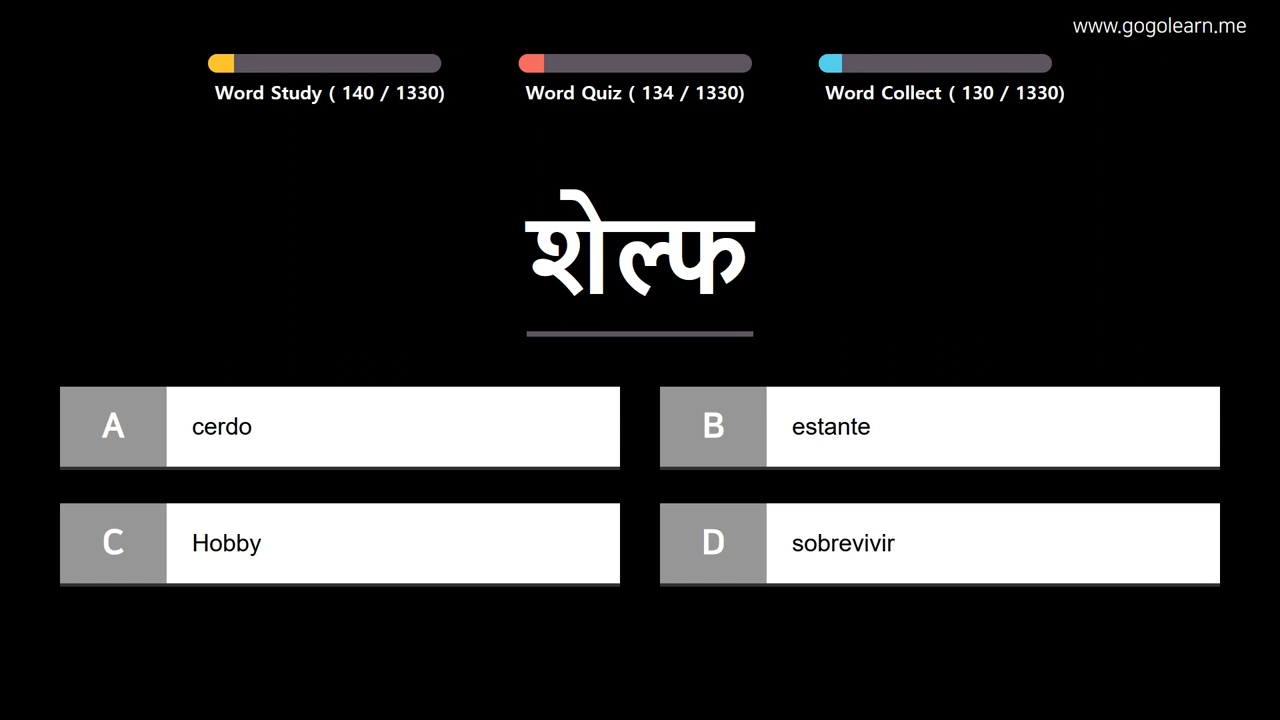 www.gogolearn.me
Word Study ( 140 / 1330)
Word Quiz ( 134 / 1330)
Word Collect ( 130 / 1330)
शेल्फ
A cerdo
B estante
C Hobby
D sobrevivir